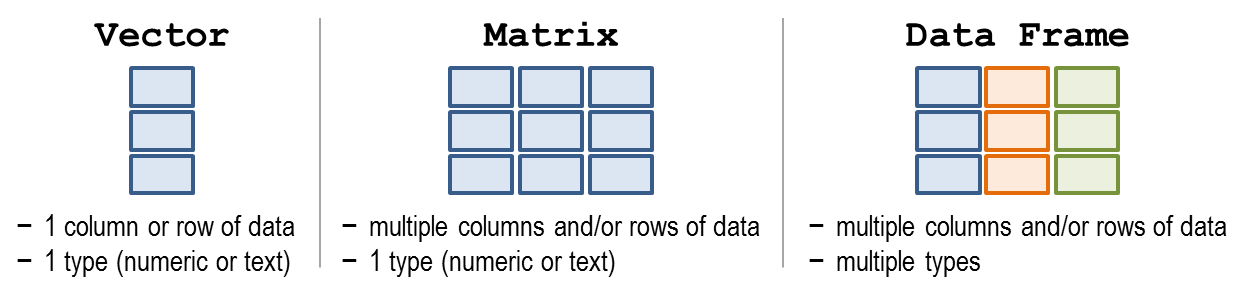 Vector
– 1 column or row of data
– 1 type (numeric or text)
Matrix
– multiple columns and/or rows of data
– 1 type (numeric or text)
Data Frame
– multiple columns and/or rows of data
– multiple types